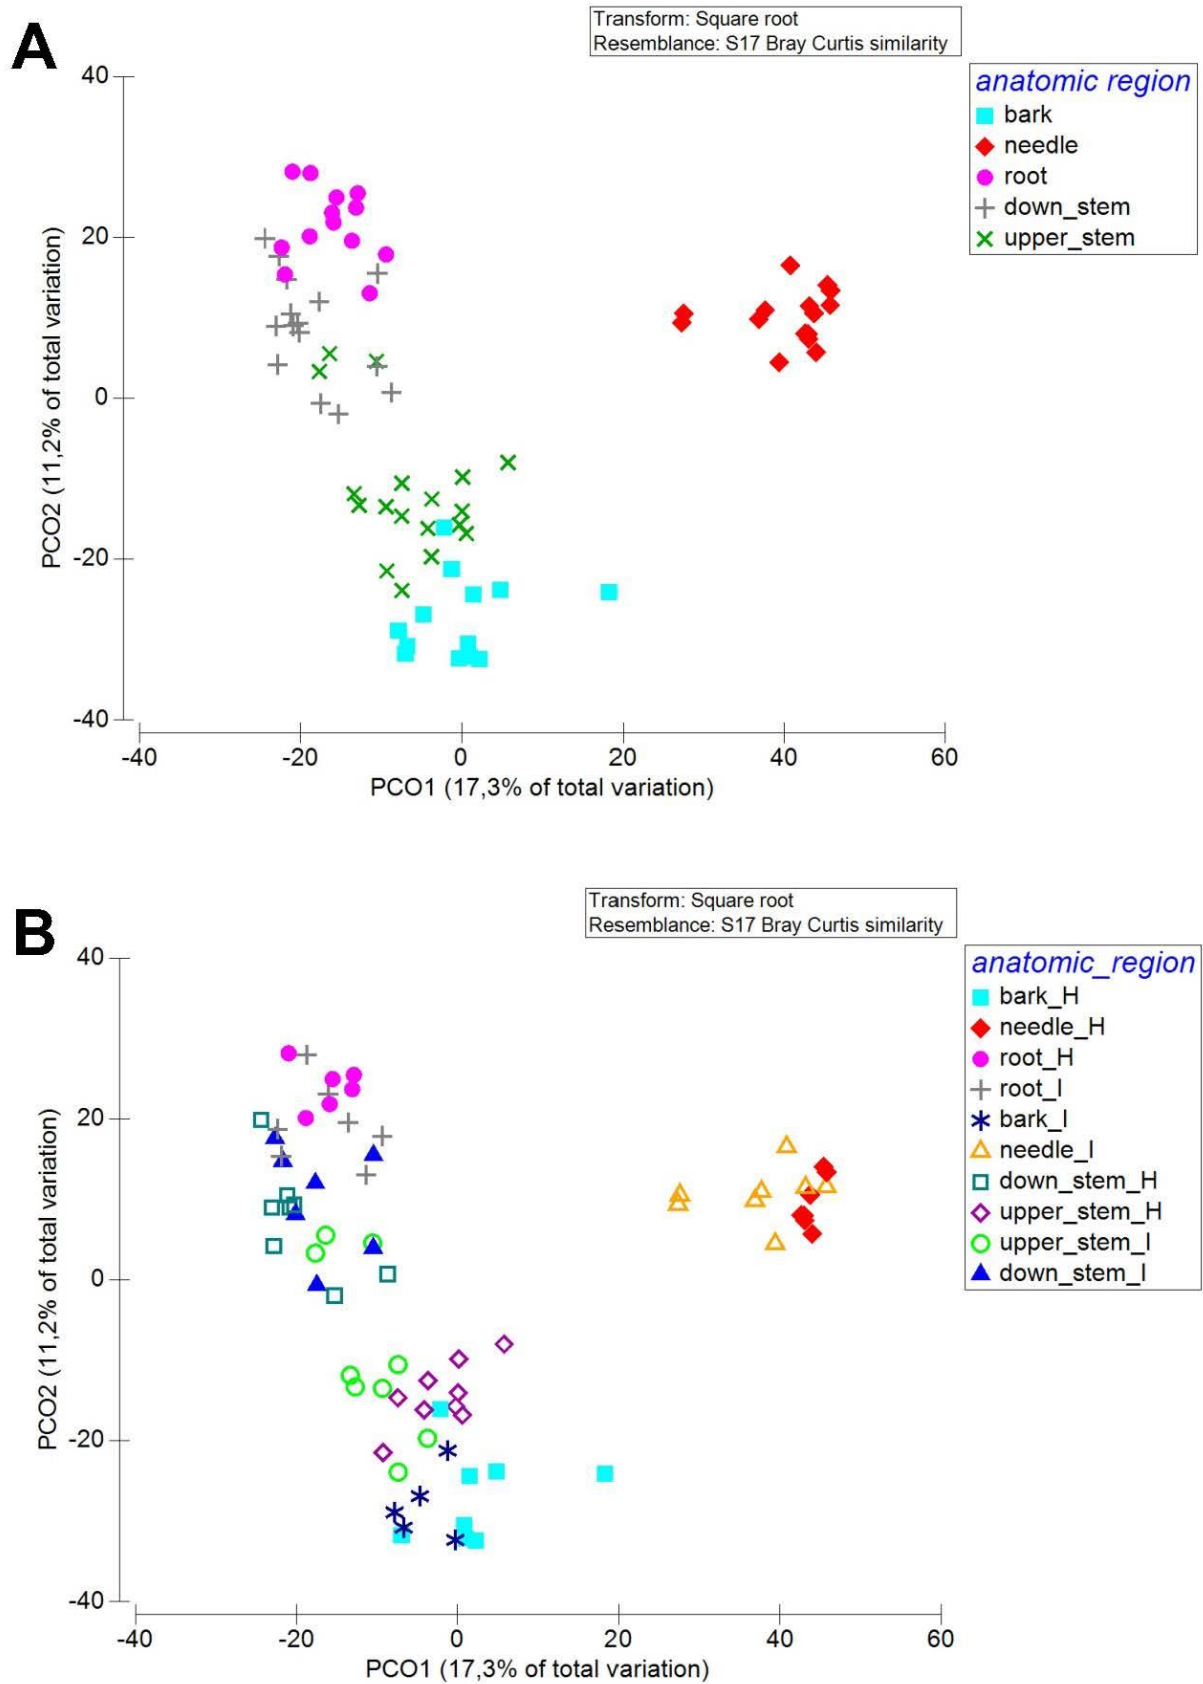 A
Transform: Square root
Resemblance: S17 Bray Curtis similarity
anatomic region
bark
needle
root
down_stem
upper_stem
40
20
0
-20
-40
PCO2 (11,2% of total variation)
-40 -20 0 20 40 60
PCO1 (17,3% of total variation)
B
Transform: Square root
Resemblance: S17 Bray Curtis similarity
anatomic_region
bark_H
needle_H
root_H
root_I
bark_I
needle_I
down_stem_H
upper_stem_H
upper_stem_I
down_stem_I
40
20
0
-20
-40
PCO2 (11,2% of total variation)
-40 -20 0 20 40 60
PCO1 (17,3% of total variation)